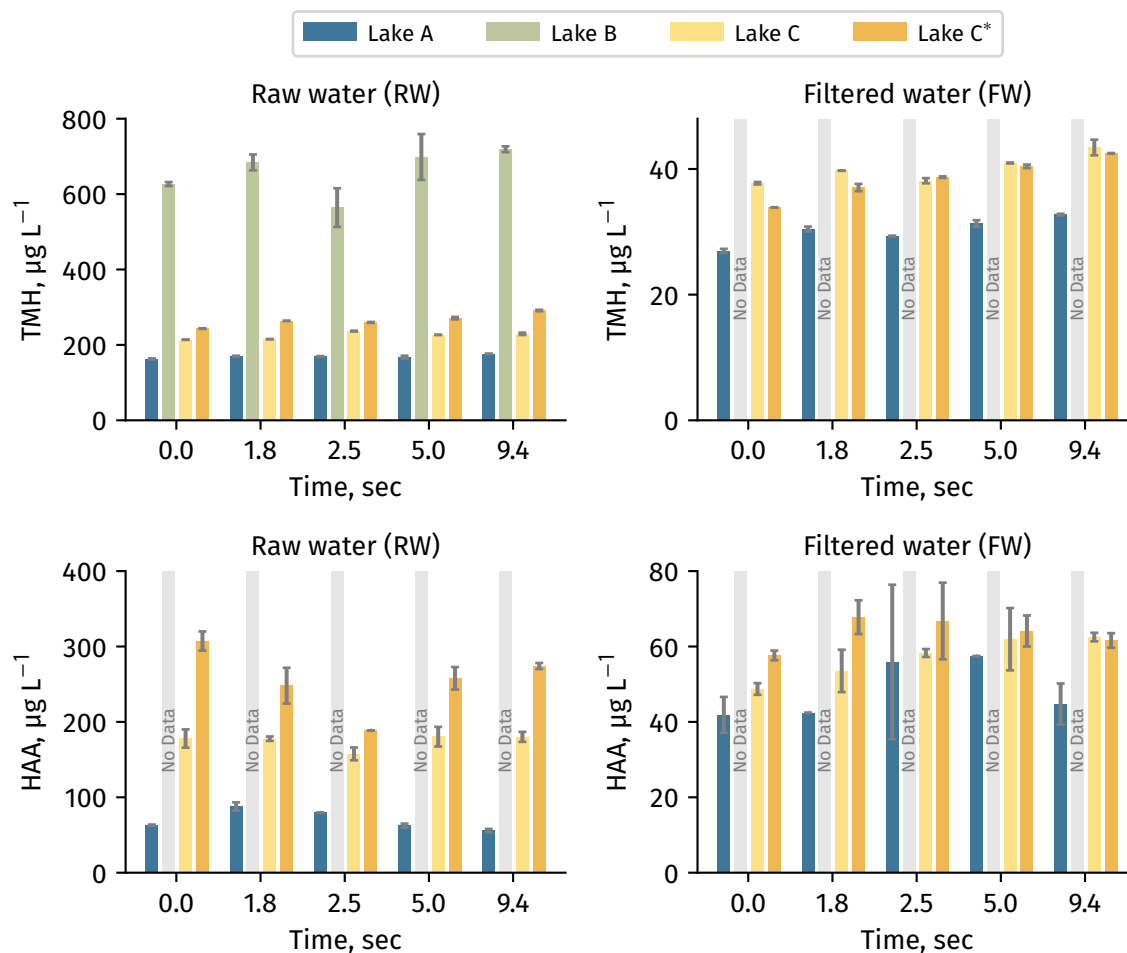 Lake A Lake B Lake C Lake C*
Raw water (RW)
TMH, µg L⁻¹
800
600
400
200
0
0.0 1.8 2.5 5.0 9.4
Time, sec
Filtered water (FW)
TMH, µg L⁻¹
40
20
0
No Data No Data No Data No Data No Data
0.0 1.8 2.5 5.0 9.4
Time, sec
Raw water (RW)
HAA, µg L⁻¹
400
300
200
100
0
No Data No Data No Data No Data No Data
0.0 1.8 2.5 5.0 9.4
Time, sec
Filtered water (FW)
HAA, µg L⁻¹
80
60
40
20
0
No Data No Data No Data No Data No Data
0.0 1.8 2.5 5.0 9.4
Time, sec